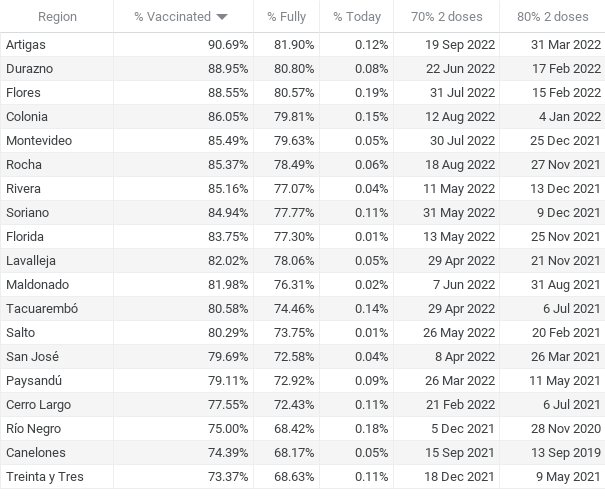 Region % Vaccinated % Fully % Today 70% 2 doses 80% 2 doses
Artigas 90.69% 81.90% 0.12% 19 Sep 2022 31 Mar 2022
Durazno 88.95% 80.80% 0.08% 22 Jun 2022 17 Feb 2022
Flores 88.55% 80.57% 0.19% 31 Jul 2022 15 Feb 2022
Colonia 86.05% 79.81% 0.15% 12 Aug 2022 4 Jan 2022
Montevideo 85.49% 79.63% 0.05% 30 Jul 2022 25 Dec 2021
Rocha 85.37% 78.49% 0.06% 18 Aug 2022 27 Nov 2021
Rivera 85.16% 77.07% 0.04% 11 May 2022 13 Dec 2021
Soriano 84.94% 77.77% 0.11% 31 May 2022 9 Dec 2021
Florida 83.75% 77.30% 0.01% 13 May 2022 25 Nov 2021
Lavalleja 82.02% 78.06% 0.05% 29 Apr 2022 21 Nov 2021
Maldonado 81.98% 76.31% 0.02% 7 Jun 2022 31 Aug 2021
Tacuarembó 80.58% 74.46% 0.14% 29 Apr 2022 6 Jul 2021
Salto 80.29% 73.75% 0.01% 26 May 2022 20 Feb 2021
San José 79.69% 72.58% 0.04% 8 Apr 2022 26 Mar 2021
Paysandú 79.11% 72.92% 0.09% 26 Mar 2022 11 May 2021
Cerro Largo 77.55% 72.43% 0.11% 21 Feb 2022 6 Jul 2021
Río Negro 75.00% 68.42% 0.18% 5 Dec 2021 28 Nov 2020
Canelones 74.39% 68.17% 0.05% 15 Sep 2021 13 Sep 2019
Treinta y Tres 73.37% 68.63% 0.11% 18 Dec 2021 9 May 2021